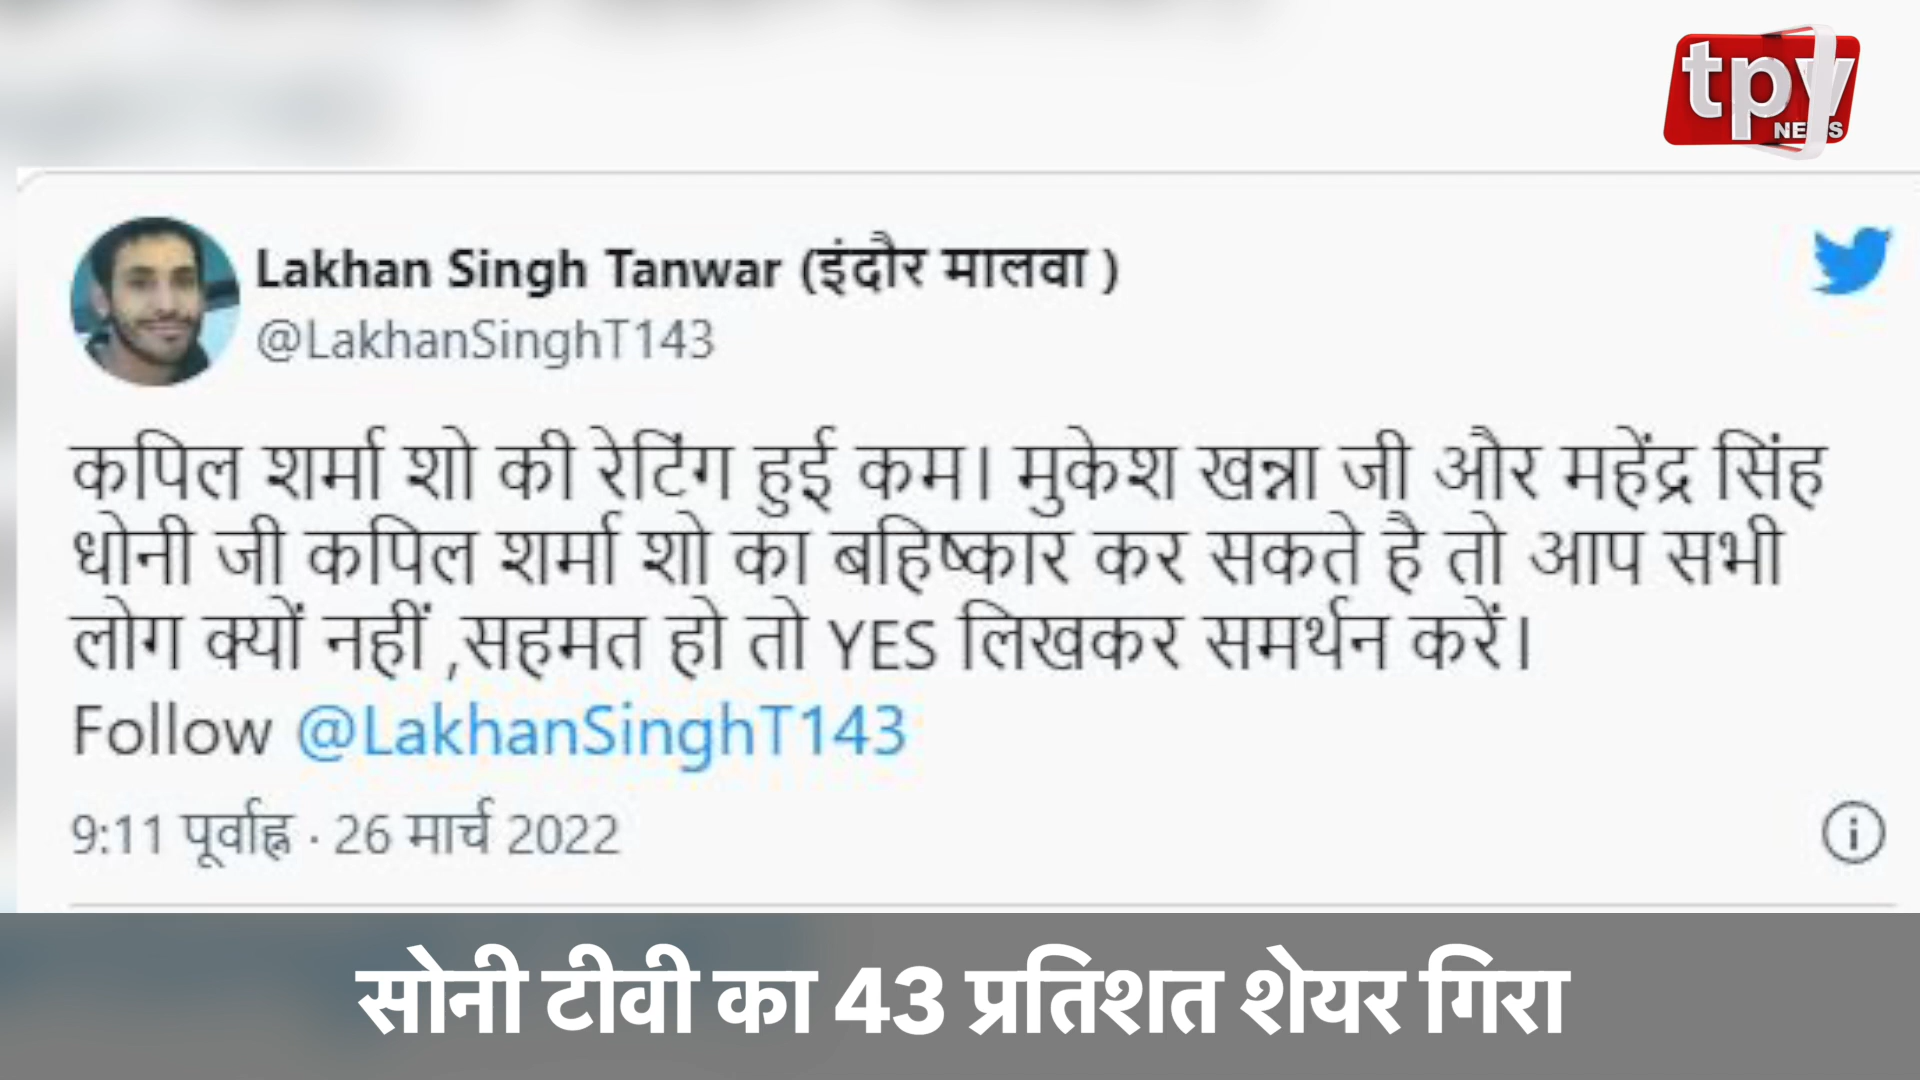 tpy
NEWS
Lakhan Singh Tanwar (इंदौर मालवा )
@LakhanSinghT143
कपिल शर्मा शो की रेटिंग हुई कम। मुकेश खन्ना जी और महेंद्र सिंह
धोनी जी कपिल शर्मा शो का बहिष्कार कर सकते है तो आप सभी
लोग क्यों नहीं ,सहमत हो तो YES लिखकर समर्थन करें।
Follow @LakhanSinghT143
9:11 पूर्वाह्न · 26 मार्च 2022
सोनी टीवी का 43 प्रतिशत शेयर गिरा